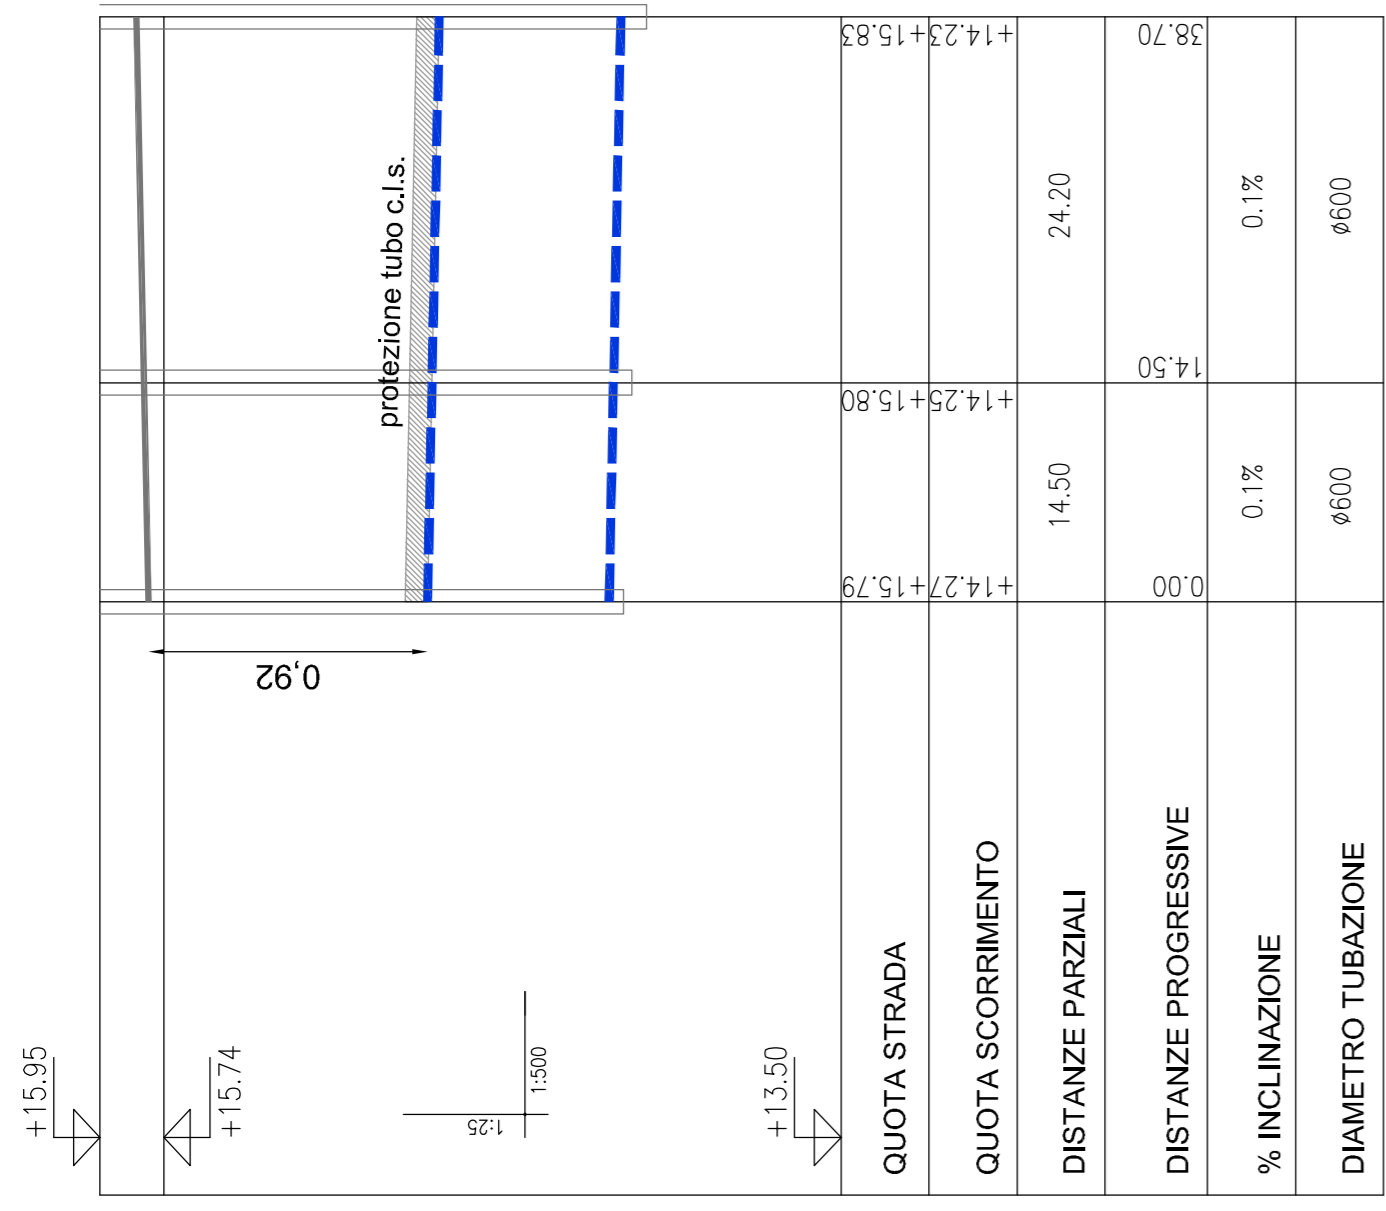 +15.95
+15.74
1:25
1:500
+13.50
0,92
protezione tubo c.l.s.
QUOTA STRADA
+15.79
+15.80
+15.83
QUOTA SCORRIMENTO
+14.27
+14.25
+14.23
DISTANZE PARZIALI
14.50
24.20
DISTANZE PROGRESSIVE
0.00
14.50
38.70
% INCLINAZIONE
0.1%
0.1%
DIAMETRO TUBAZIONE
ø600
ø600